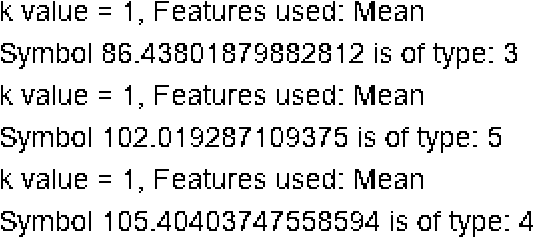 k value = 1, Features used: Mean
Symbol 86.43801879882812 is of type: 3
k value = 1, Features used: Mean
Symbol 102.019287109375 is of type: 5
k value = 1, Features used: Mean
Symbol 105.40403747558594 is of type: 4